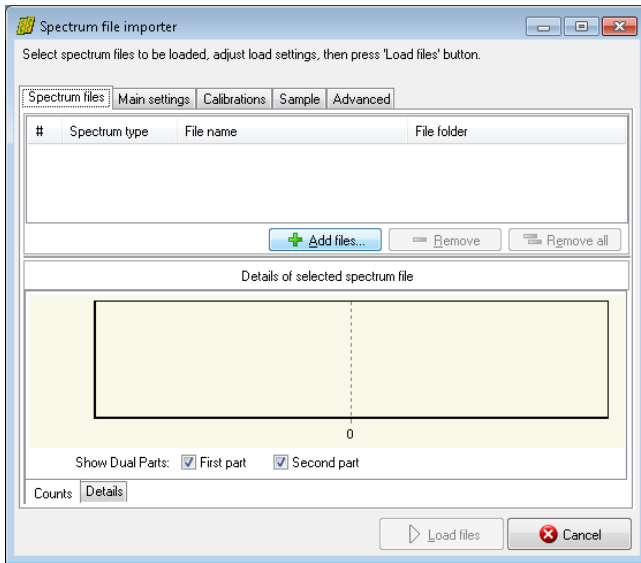 Spectrum file importer
Select spectrum files to be loaded, adjust load settings, then press 'Load files' button.
Spectrum files Main settings Calibrations Sample Advanced
# Spectrum type File name File folder
Add files... Remove Remove all
Details of selected spectrum file
0
Show Dual Parts: First part Second part
Counts Details
Load files Cancel